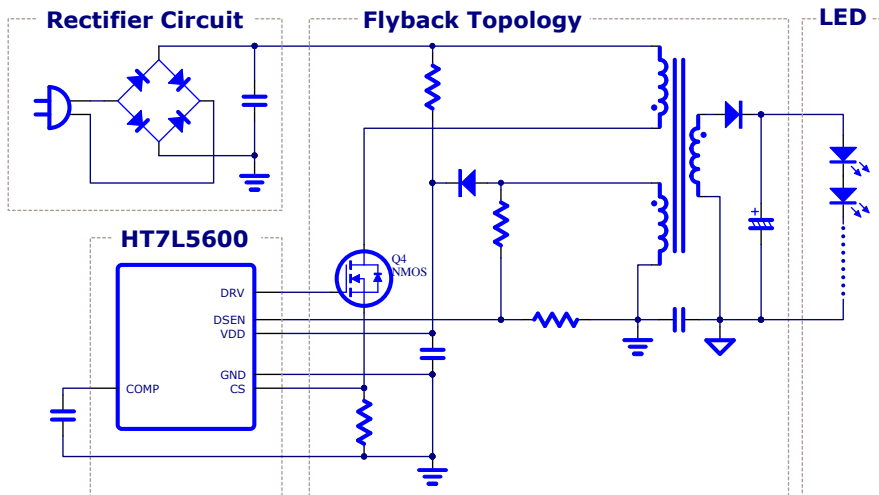 Rectifier Circuit
Flyback Topology
LED
HT7L5600
Q4
NMOS
DRV
DSEN
VDD
GND
CS
COMP
+